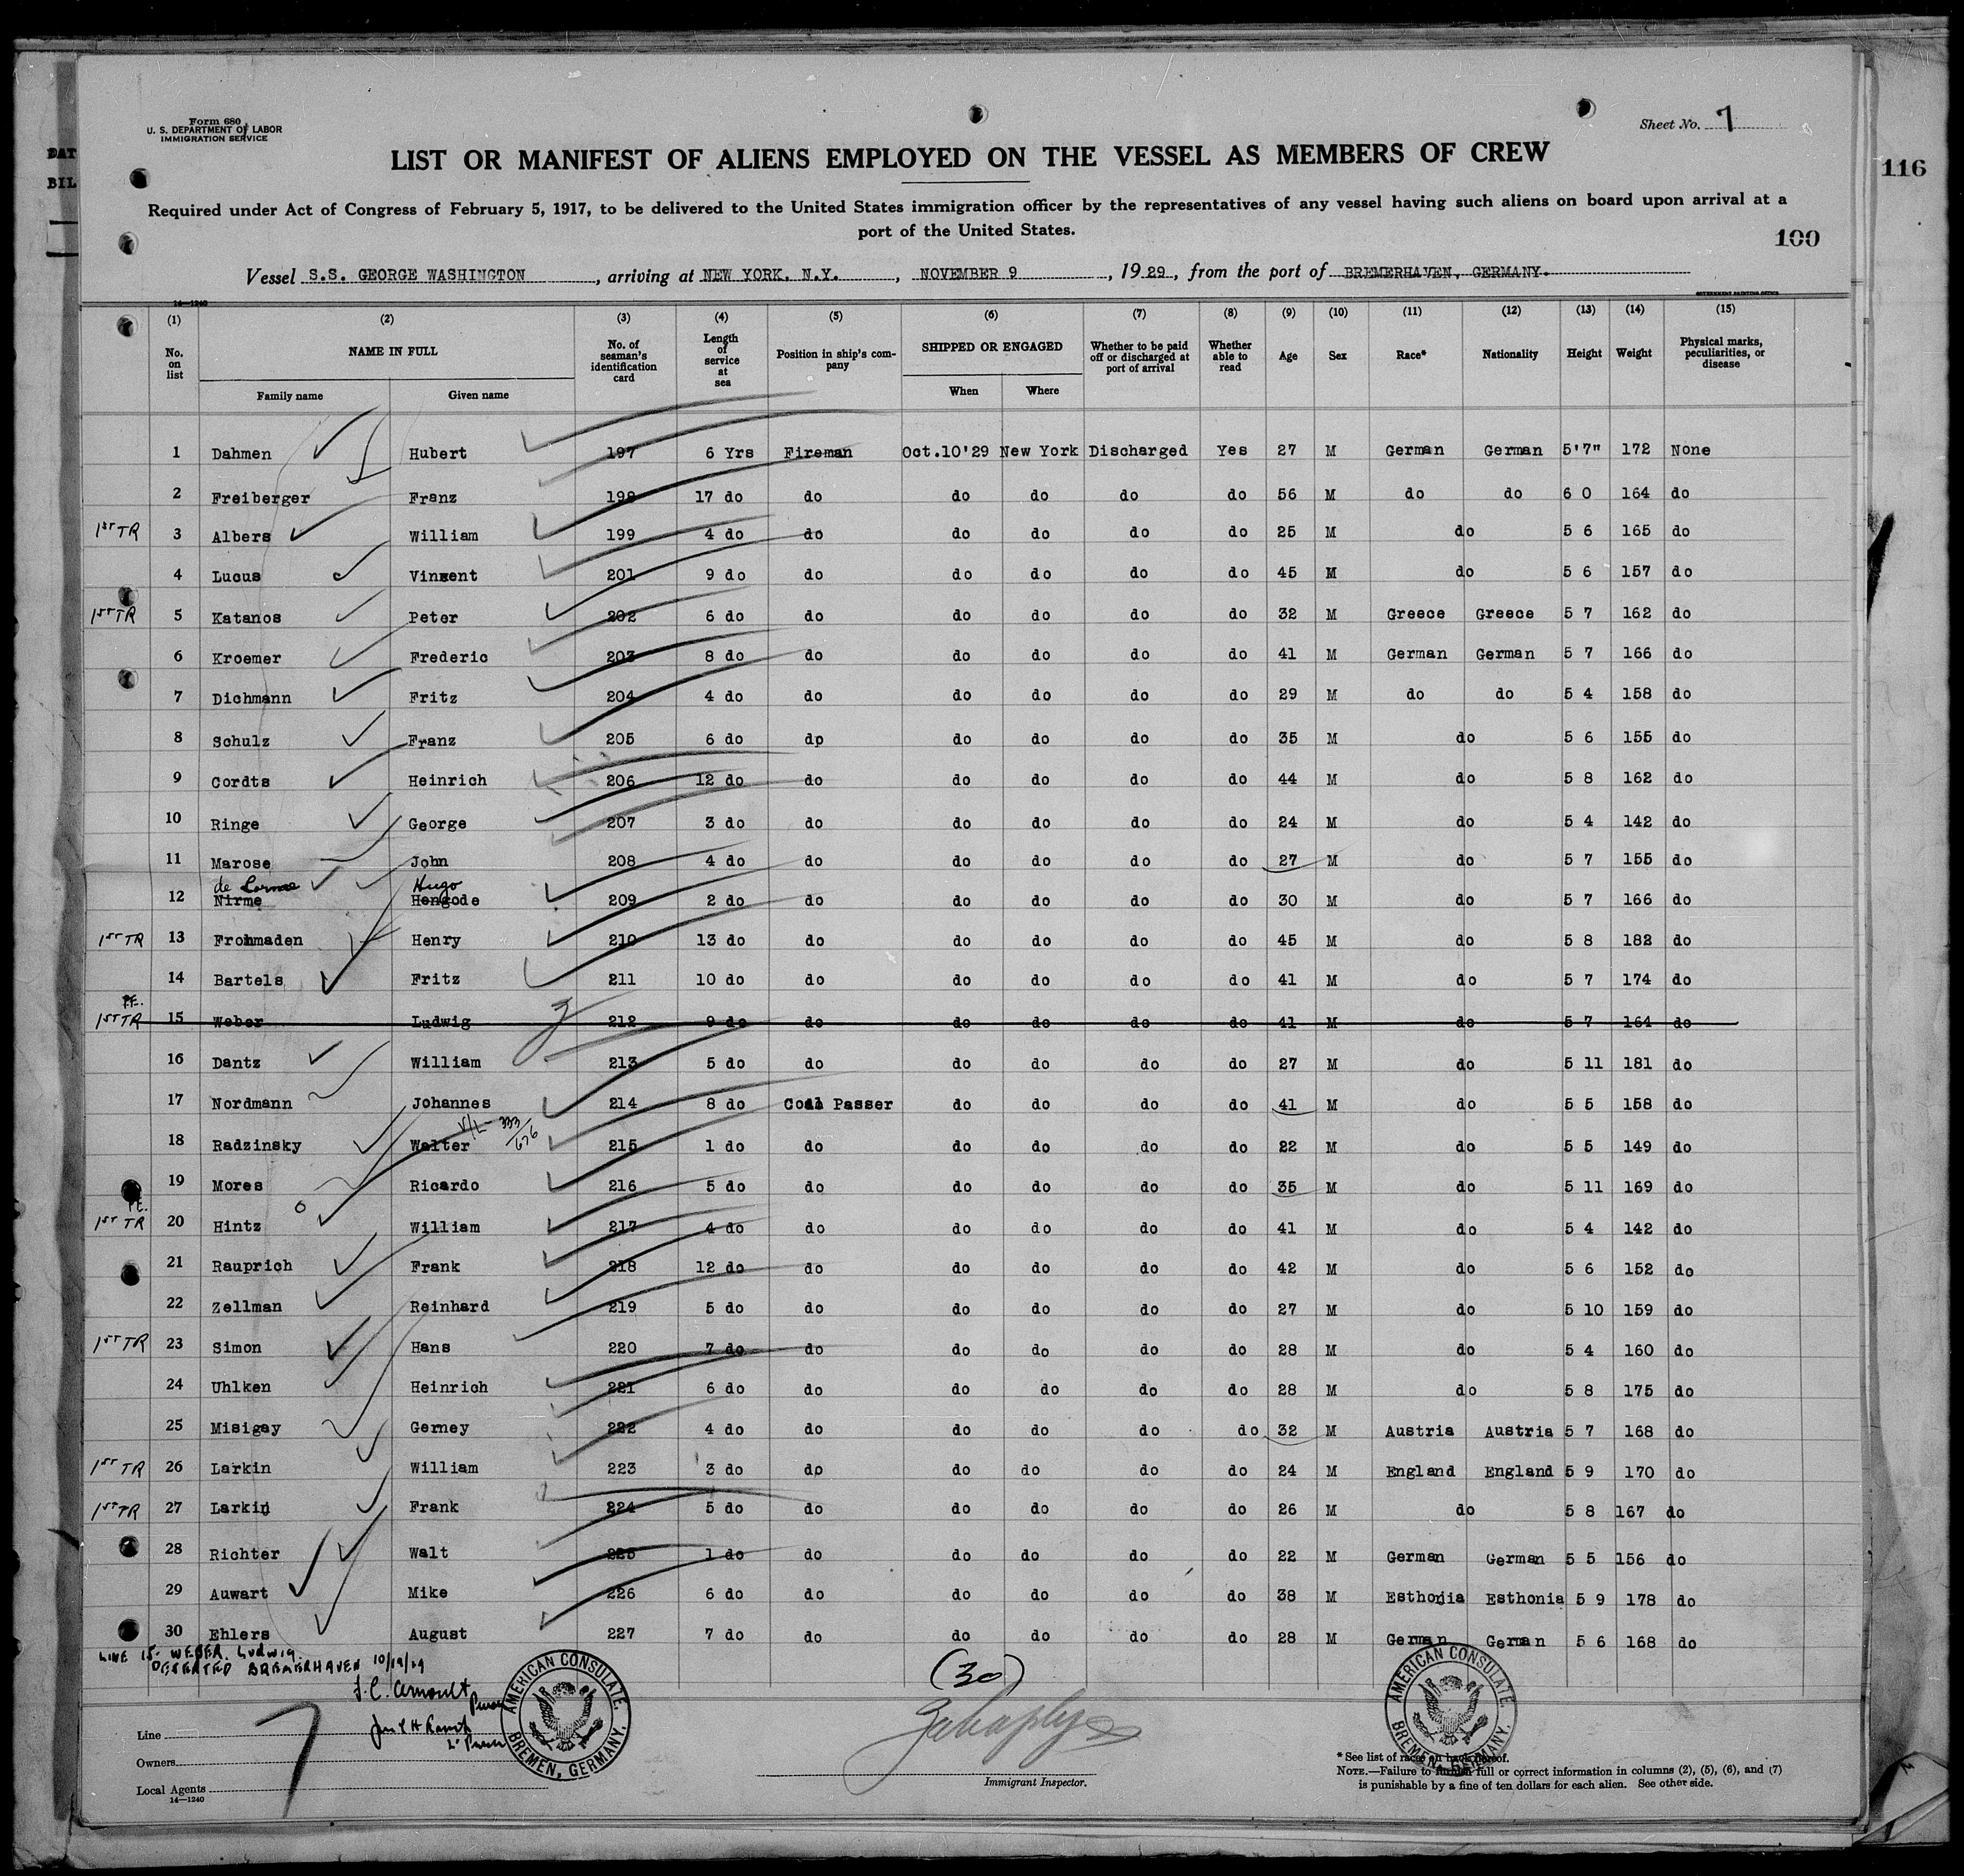 Form 680
U. S. DEPARTMENT OF LABOR
IMMIGRATION SERVICE
Sheet No. 7
LIST OR MANIFEST OF ALIENS EMPLOYED ON THE VESSEL AS MEMBERS OF CREW
116
DAT
BIL
Required under Act of Congress of February 5, 1917, to be delivered to the United States immigration officer by the representatives of any vessel having such aliens on board upon arrival at a
port of the United States.
100
Vessel S.S. GEORGE WASHINGTON, arriving at NEW YORK, N.Y., NOVEMBER 9, 1929, from the port of BREMERHAVEN, GERMANY.
14—1240 GOVERNMENT PRINTING OFFICE
(1) (2) (3) (4) (5) (6) (7) (8) (9) (10) (11) (12) (13) (14) (15)
No. on list NAME IN FULL No. of seaman's identification card Length of service at sea Position in ship's company SHIPPED OR ENGAGED Whether to be paid off or discharged at port of arrival Whether able to read Age Sex Race* Nationality Height Weight Physical marks, peculiarities, or disease
Family name Given name When Where
1 Dahmen Hubert 197 6 Yrs Fireman Oct.10'29 New York Discharged Yes 27 M German German 5'7" 172 None
2 Freiberger Franz 198 17 do do do do do do 56 M do do 6 0 164 do
1st TR 3 Albers William 199 4 do do do do do do 25 M do 5 6 165 do
4 Lucus Vinsent 201 9 do do do do do do 45 M do 5 6 157 do
1st TR 5 Katanos Peter 202 6 do do do do do do 32 M Greece Greece 5 7 162 do
6 Kroemer Frederic 203 8 do do do do do do 41 M German German 5 7 166 do
7 Dichmann Fritz 204 4 do do do do do do 29 M do do 5 4 158 do
8 Schulz Franz 205 6 do dp do do do do 35 M do 5 6 155 do
9 Cordts Heinrich 206 12 do do do do do do 44 M do 5 8 162 do
10 Ringe George 207 3 do do do do do do 24 M do 5 4 142 do
11 Marose John 208 4 do do do do do do 27 M do 5 7 155 do
de Hugo
12 Nirme Hengode 209 2 do do do do do do 30 M do 5 7 166 do
1st TR 13 Frohmaden Henry 210 13 do do do do do do 45 M do 5 8 182 do
14 Bartels Fritz 211 10 do do do do do do 41 M do 5 7 174 do
P.E.
1st TR 15 Weber Ludwig 212 9 do do do do do do 41 M do 5 7 164 do
16 Dantz William 213 5 do do do do do do 27 M do 5 11 181 do
17 Nordmann Johannes 214 8 do Coal Passer do do do do 41 M do 5 5 158 do
V/L - 333/676
18 Radzinsky Walter 215 1 do do do do do do 22 M do 5 5 149 do
19 Mores Ricardo 216 5 do do do do do do 35 M do 5 11 169 do
P.E.
1st TR 20 Hintz William 217 4 do do do do do do 41 M do 5 4 142 do
21 Rauprich Frank 218 12 do do do do do do 42 M do 5 6 152 do
22 Zellman Reinhard 219 5 do do do do do do 27 M do 5 10 159 do
1st TR 23 Simon Hans 220 7 do do do do do do 28 M do 5 4 160 do
24 Uhlken Heinrich 221 6 do do do do do do 28 M do 5 8 175 do
25 Misigay Gerney 222 4 do do do do do do 32 M Austria Austria 5 7 168 do
1st TR 26 Larkin William 223 3 do dp do do do do 24 M England England 5 9 170 do
1st TR 27 Larkin Frank 224 5 do do do do do do 26 M do 5 8 167 do
28 Richter Walt 225 1 do do do do do do 22 M German German 5 5 156 do
29 Auwart Mike 226 6 do do do do do do 38 M Esthonia Esthonia 5 9 178 do
30 Ehlers August 227 7 do do do do do do 28 M German German 5 6 168 do
LINE 15- WEBER, Ludwig.
DESERTED BREMERHAVEN 10/19/29
(30)
AMERICAN CONSULATE, BREMEN, GERMANY.
AMERICAN CONSULATE, BREMEN, GERMANY.
7
Line
Owners
Local Agents
14—1240
Immigrant Inspector.
* See list of races on back hereof.
NOTE.—Failure to furnish full or correct information in columns (2), (5), (6), and (7)
is punishable by a fine of ten dollars for each alien. See other side.